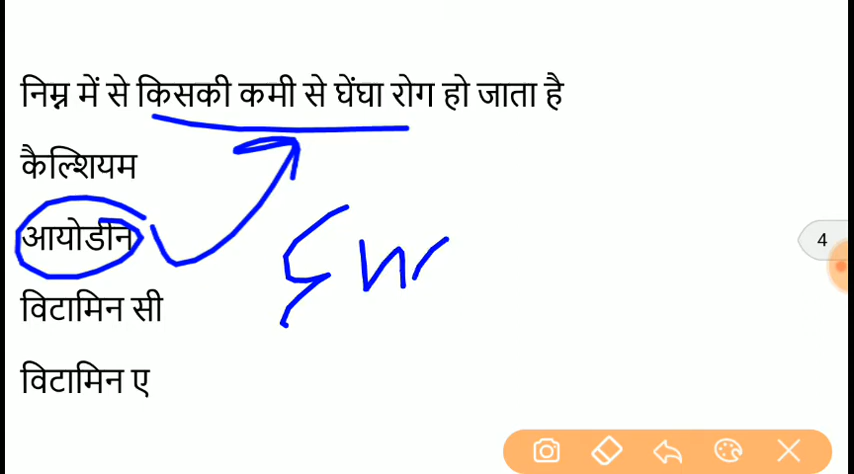 निम्न में से किसकी कमी से घेंघा रोग हो जाता है
कैल्शियम
आयोडीन
4
विटामिन सी
विटामिन ए